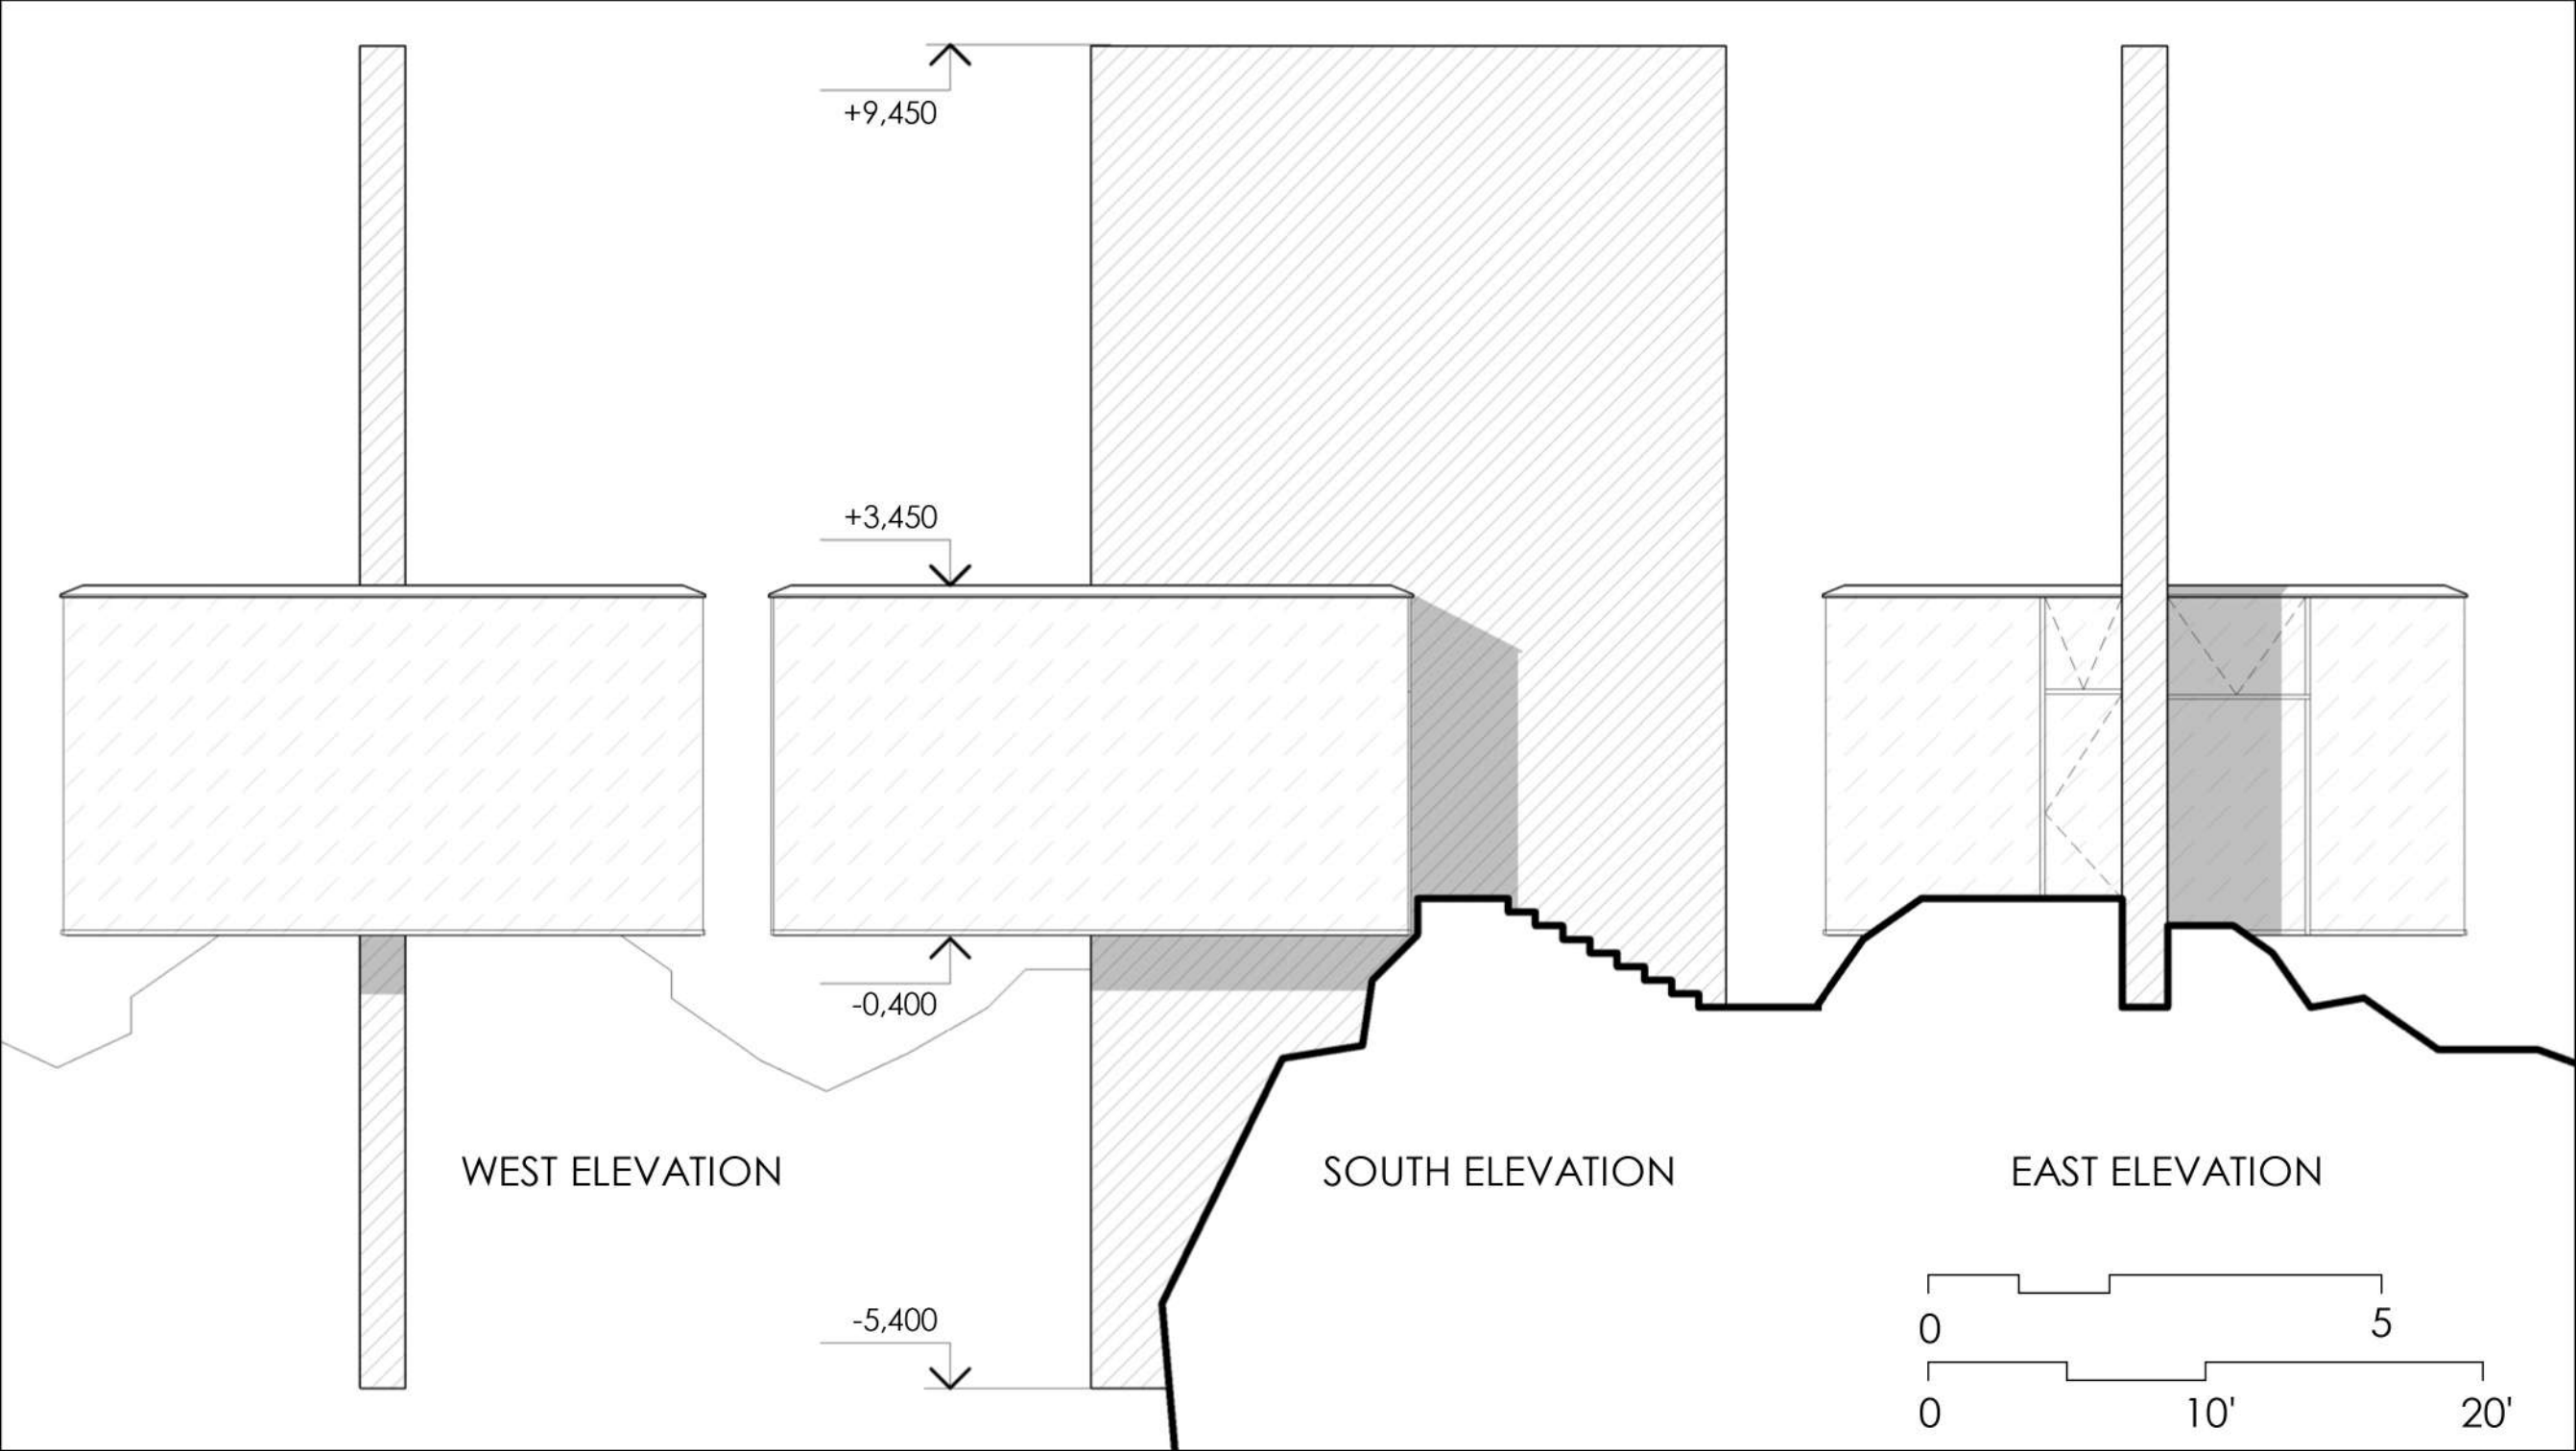 +9,450
+3,450
-0,400
WEST ELEVATION
SOUTH ELEVATION
EAST ELEVATION
-5,400
0 5
0 10' 20'